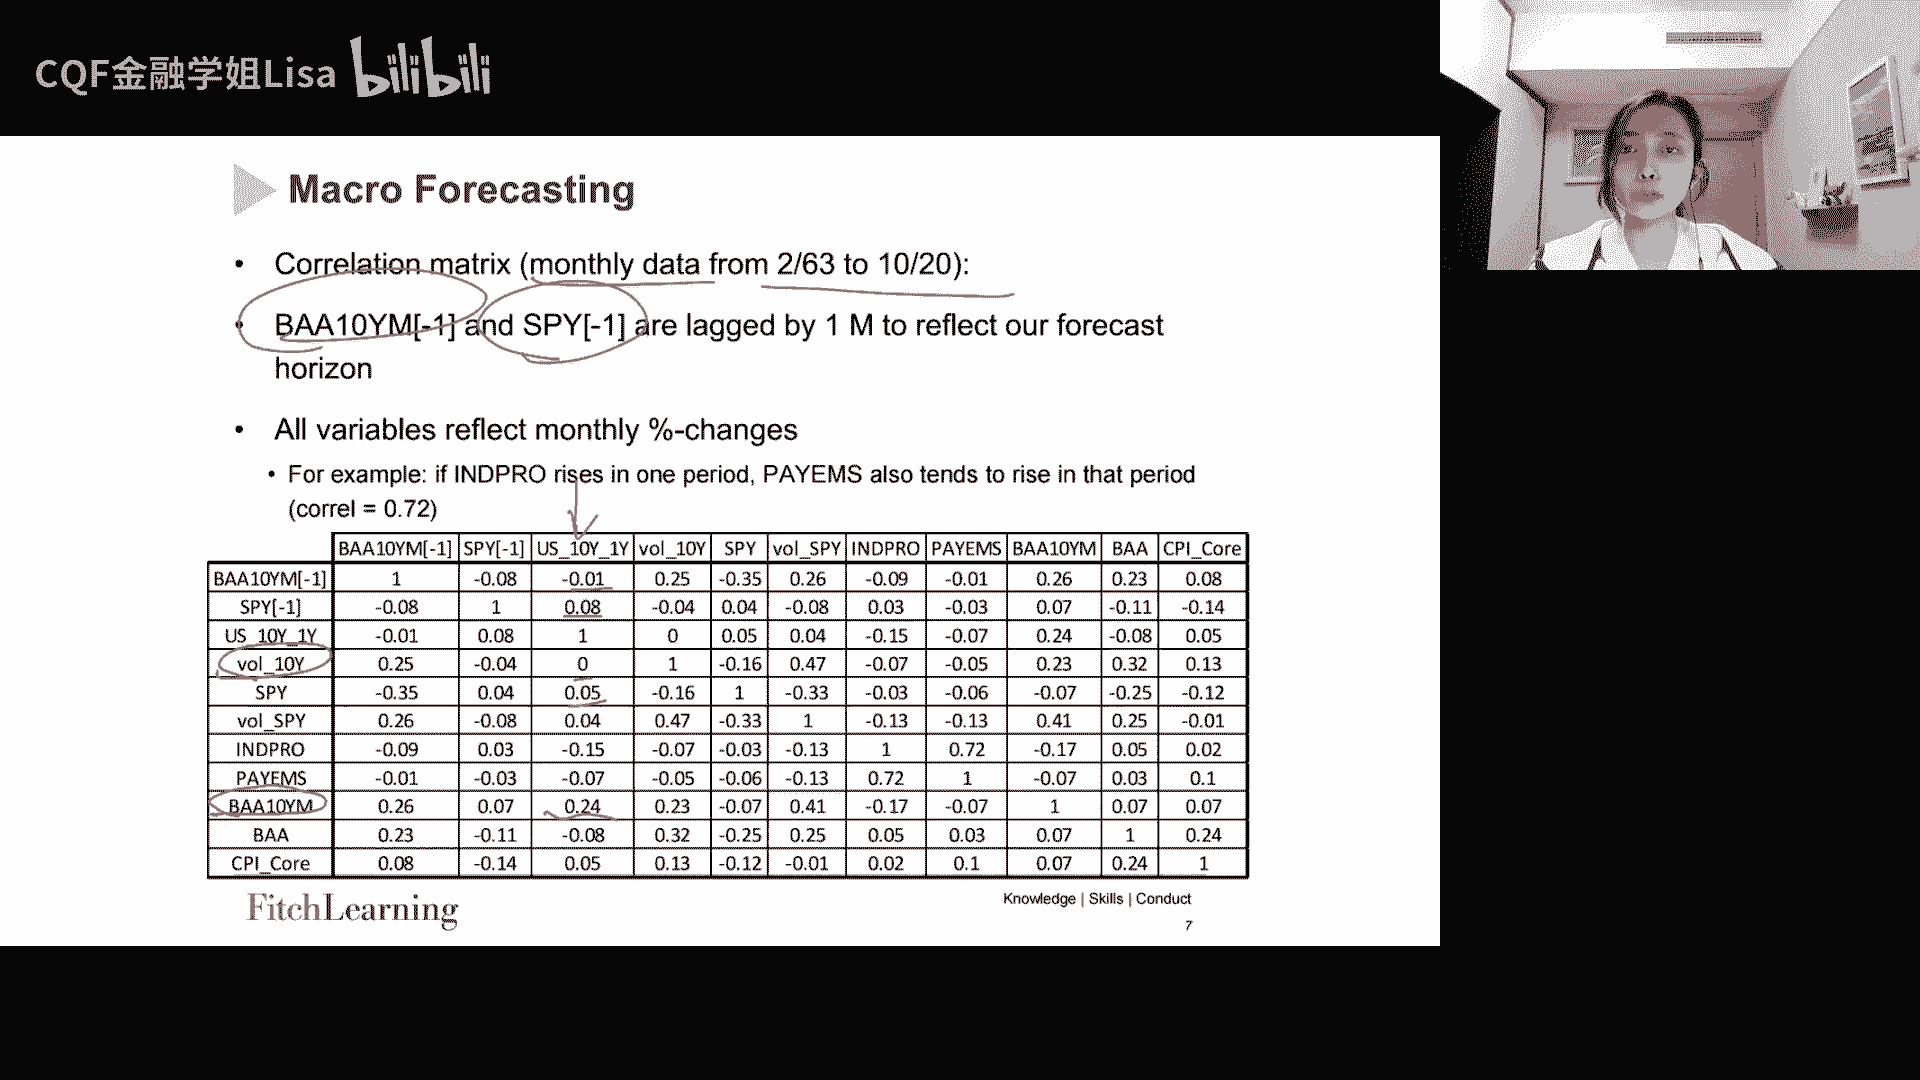 CQF金融学姐Lisa bilibili
Macro Forecasting
• Correlation matrix (monthly data from 2/63 to 10/20):
• BAA10YM[-1] and SPY[-1] are lagged by 1 M to reflect our forecast
horizon
• All variables reflect monthly %-changes
• For example: if INDPRO rises in one period, PAYEMS also tends to rise in that period
(correl = 0.72)
BAA10YM[-1] SPY[-1] US_10Y_1Y vol_10Y SPY vol_SPY INDPRO PAYEMS BAA10YM BAA CPI_Core
BAA10YM[-1] 1 -0.08 -0.01 0.25 -0.35 0.26 -0.09 -0.01 0.26 0.23 0.08
SPY[-1] -0.08 1 0.08 -0.04 0.04 -0.08 0.03 -0.03 0.07 -0.11 -0.14
US_10Y_1Y -0.01 0.08 1 0 0.05 0.04 -0.15 -0.07 0.24 -0.08 0.05
vol_10Y 0.25 -0.04 0 1 -0.16 0.47 -0.07 -0.05 0.23 0.32 0.13
SPY -0.35 0.04 0.05 -0.16 1 -0.33 -0.03 -0.06 -0.07 -0.25 -0.12
vol_SPY 0.26 -0.08 0.04 0.47 -0.33 1 -0.13 -0.13 0.41 0.25 -0.01
INDPRO -0.09 0.03 -0.15 -0.07 -0.03 -0.13 1 0.72 -0.17 0.05 0.02
PAYEMS -0.01 -0.03 -0.07 -0.05 -0.06 -0.13 0.72 1 -0.07 0.03 0.1
BAA10YM 0.26 0.07 0.24 0.23 -0.07 0.41 -0.17 -0.07 1 0.07 0.07
BAA 0.23 -0.11 -0.08 0.32 -0.25 0.25 0.05 0.03 0.07 1 0.24
CPI_Core 0.08 -0.14 0.05 0.13 -0.12 -0.01 0.02 0.1 0.07 0.24 1
FitchLearning
Knowledge | Skills | Conduct
7